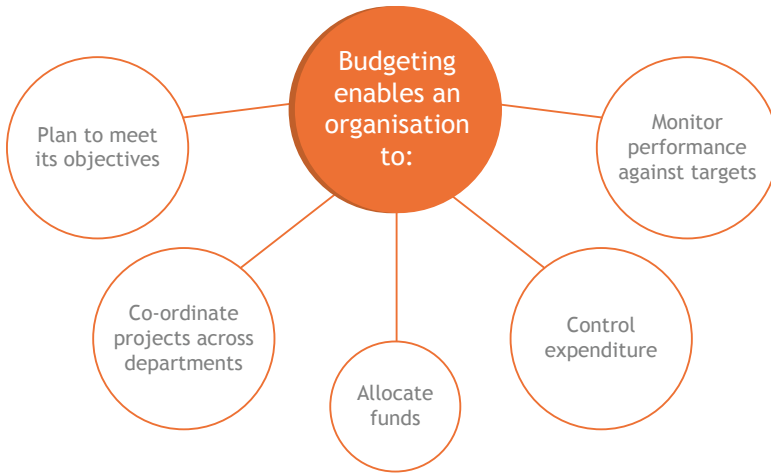 Budgeting
enables an
organisation
to:
Plan to meet
its objectives
Co-ordinate
projects across
departments
Allocate
funds
Control
expenditure
Monitor
performance
against targets